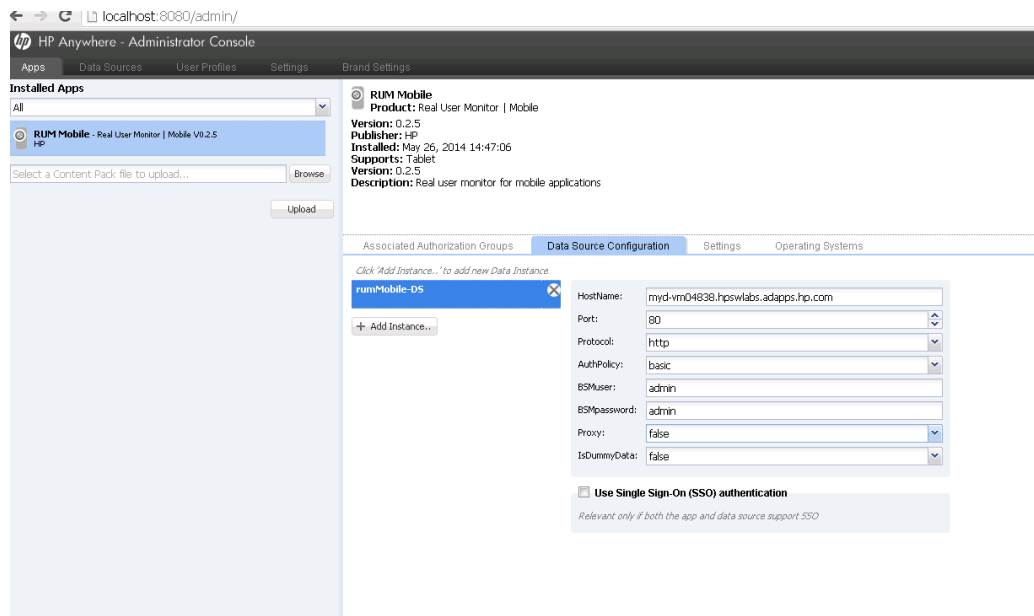 localhost:8080/admin/
hp HP Anywhere - Administrator Console
Apps Data Sources User Profiles Settings Brand Settings
Installed Apps
All
RUM Mobile - Real User Monitor | Mobile V0.2.5
HP
Select a Content Pack file to upload... Browse
Upload
RUM Mobile
Product: Real User Monitor | Mobile
Version: 0.2.5
Publisher: HP
Installed: May 26, 2014 14:47:06
Supports: Tablet
Version: 0.2.5
Description: Real user monitor for mobile applications
Associated Authorization Groups Data Source Configuration Settings Operating Systems
Click 'Add Instance..' to add new Data Instance
rumMobile-DS
+ Add Instance..
HostName: myd-vm04838.hpswlabs.adapps.hp.com
Port: 80
Protocol: http
AuthPolicy: basic
BSMuser: admin
BSMpassword: admin
Proxy: false
IsDummyData: false
Use Single Sign-On (SSO) authentication
Relevant only if both the app and data source support SSO